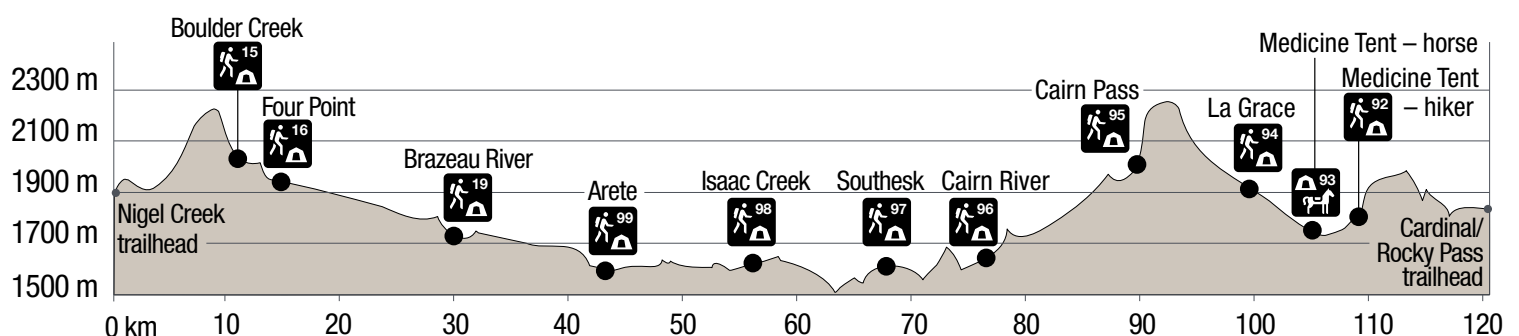 Boulder Creek
15
Four Point
16
Brazeau River
19
Arete
99
Isaac Creek
98
Southesk
97
Cairn River
96
Cairn Pass
95
La Grace
94
Medicine Tent – horse
93
Medicine Tent
– hiker
92
2300 m
2100 m
1900 m
1700 m
1500 m
Nigel Creek
trailhead
Cardinal/
Rocky Pass
trailhead
0 km 10 20 30 40 50 60 70 80 90 100 110 120